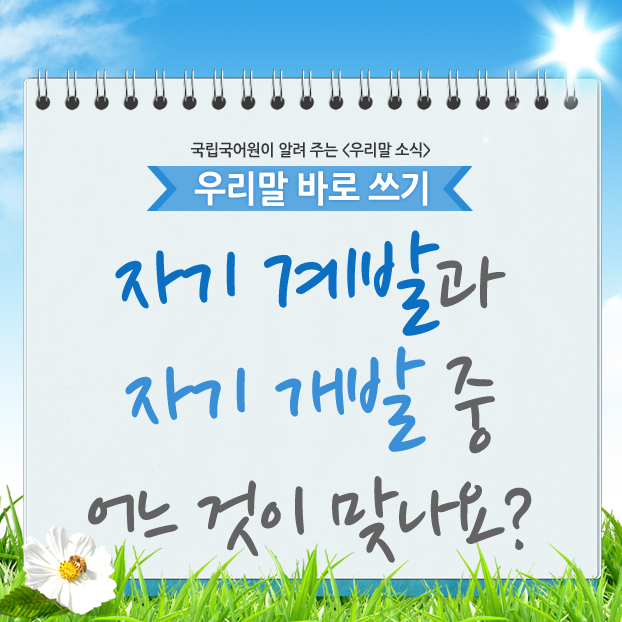 국립국어원이 알려 주는 <우리말 소식>
우리말 바로 쓰기
자기 계발과
자기 개발 중
어느 것이 맞나요?